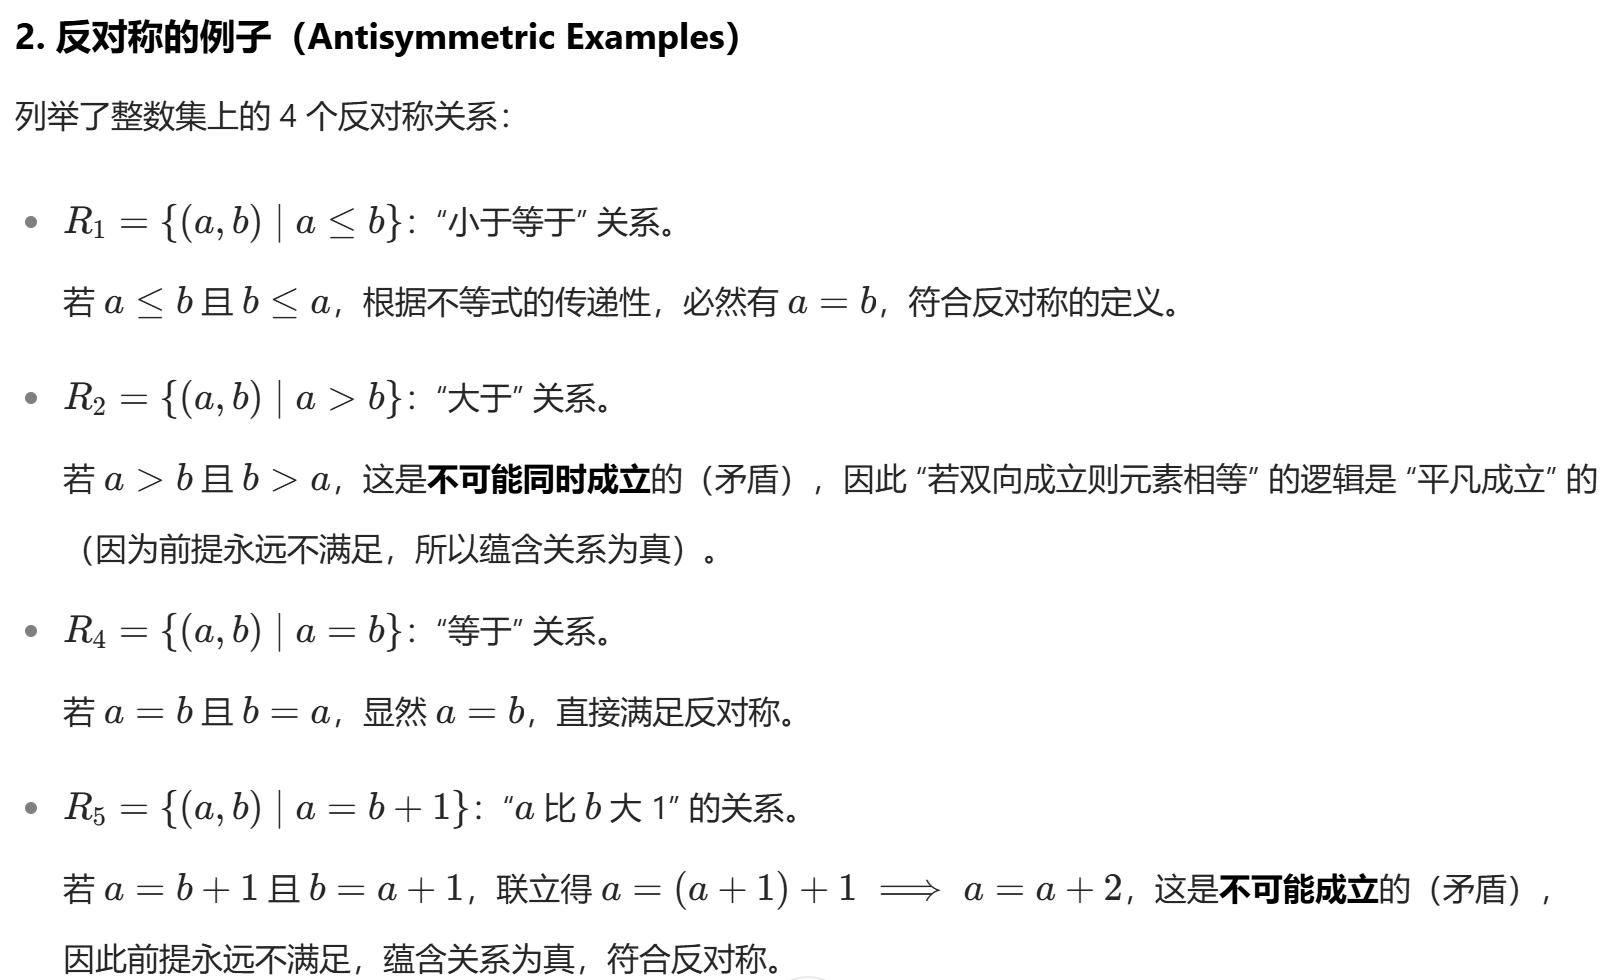 2. 反对称的例子（Antisymmetric Examples）
列举了整数集上的 4 个反对称关系：
• R₁ = {(a, b) | a ≤ b}：“小于等于” 关系。
若 a ≤ b 且 b ≤ a，根据不等式的传递性，必然有 a = b，符合反对称的定义。
• R₂ = {(a, b) | a > b}：“大于” 关系。
若 a > b 且 b > a，这是不可能同时成立的（矛盾），因此 “若双向成立则元素相等” 的逻辑是 “平凡成立” 的
（因为前提永远不满足，所以蕴含关系为真）。
• R₄ = {(a, b) | a = b}：“等于” 关系。
若 a = b 且 b = a，显然 a = b，直接满足反对称。
• R₅ = {(a, b) | a = b + 1}：“a 比 b 大 1” 的关系。
若 a = b + 1 且 b = a + 1，联立得 a = (a + 1) + 1 ⟹ a = a + 2，这是不可能成立的（矛盾），
因此前提永远不满足，蕴含关系为真，符合反对称。